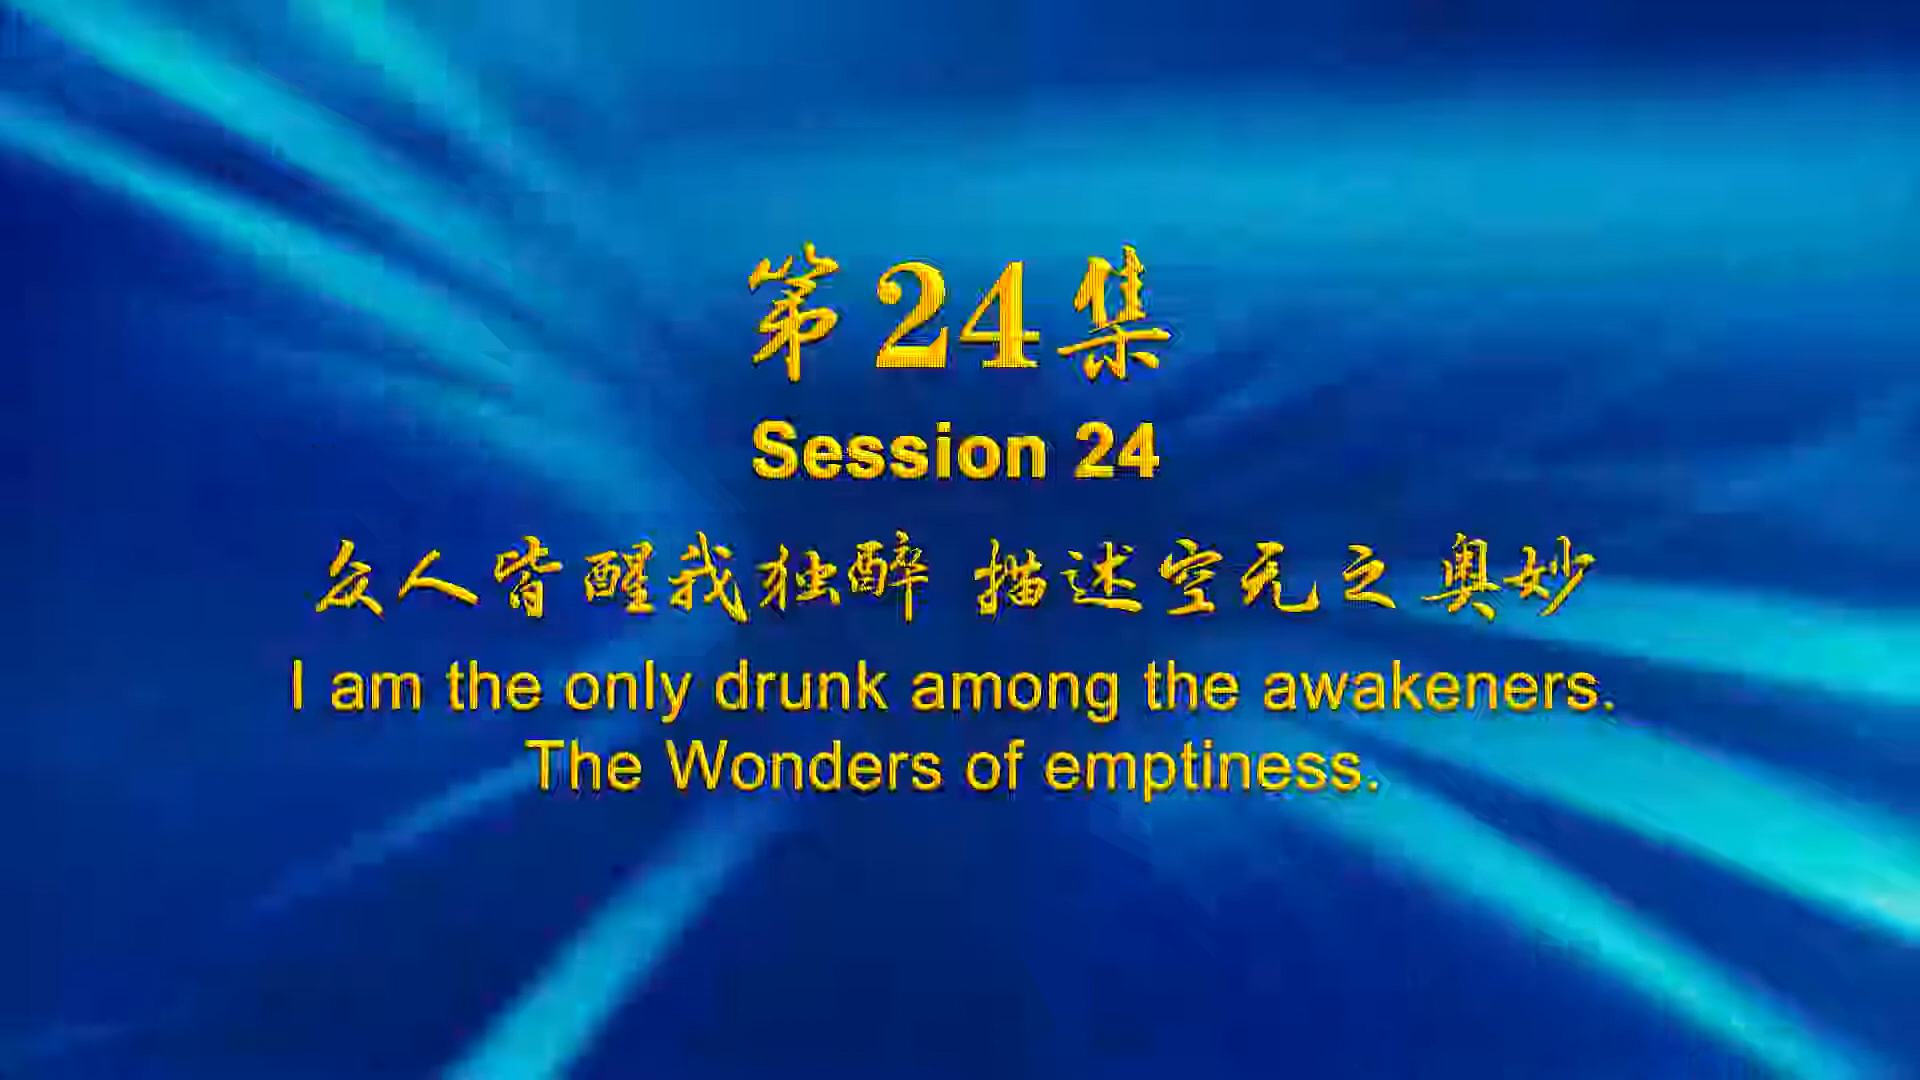 第24集
Session 24
众人皆醒我独醉 描述空无之奥妙
I am the only drunk among the awakeners.
The Wonders of emptiness.